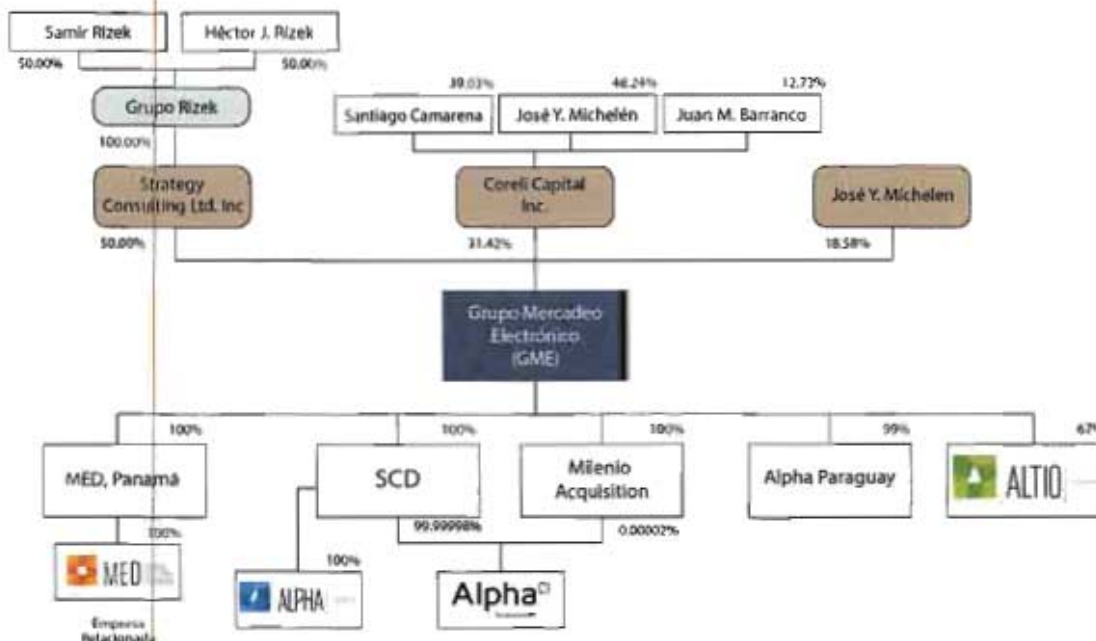 Samir Rizek
Héctor J. Rizek
50.00%
50.00%
Grupo Rizek
100.00%
39.03%
48.24%
12.73%
Santiago Camarena
José Y. Michelén
Juan M. Barranco
Strategy
Consulting Ltd. Inc
Coreli Capital
Inc.
José Y. Michelen
50.00%
31.42%
18.58%
Grupo Mercadeo
Electrónico
(GME)
100%
100%
100%
99%
67%
MED, Panamá
SCD
Milenio
Acquisition
Alpha Paraguay
ALTIO
100%
99.99998%
0.00002%
MED
100%
ALPHA
Alpha
Empresa
Relacionada